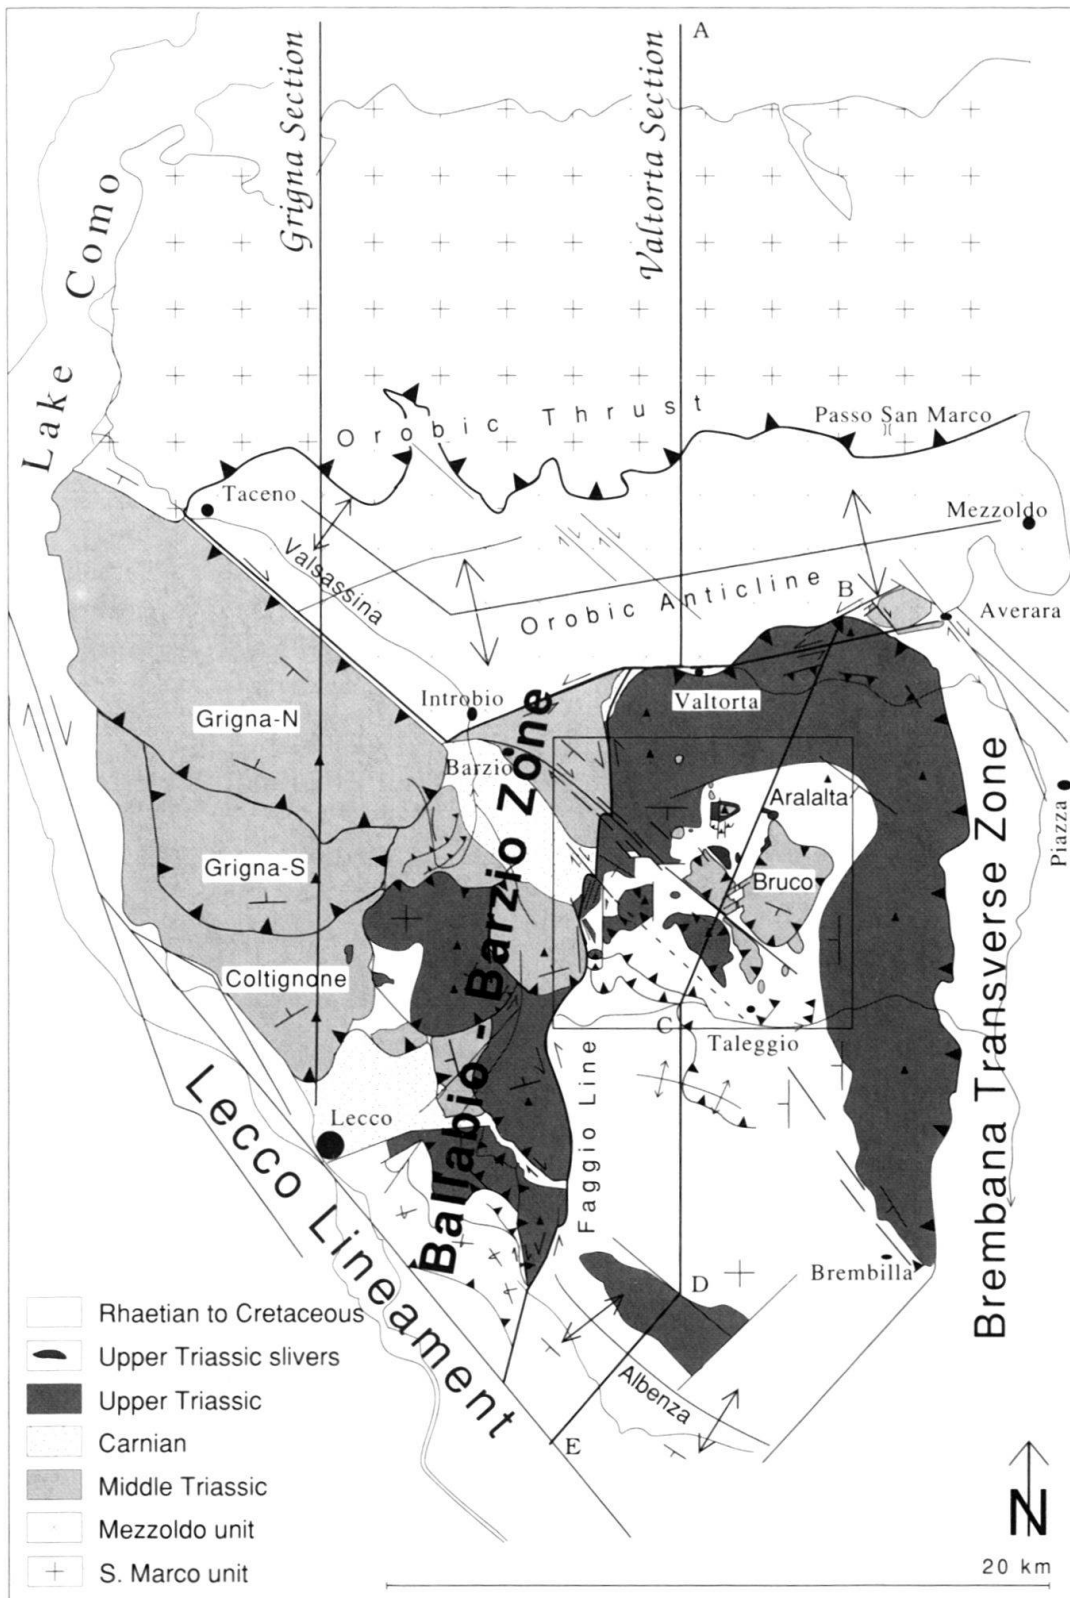 A
Grigna Section
Valtorta Section
Lake Como
Orobic Thrust
Passo San Marco
Taceno
Mezzoldo
Valsassina
B
Orobic Anticline
Averara
Introbio
Valtorta
Grigna-N
Barzio
Aralalta
Piazza
Grigna-S
Bruco
Ballabio - Barzio Zone
Brembana Transverse Zone
Coltignone
C
Taleggio
Faggio Line
Lecco
Lecco Lineament
Brembilla
D
Albenza
E
Rhaetian to Cretaceous
Upper Triassic slivers
Upper Triassic
Carnian
Middle Triassic
Mezzoldo unit
S. Marco unit
N
20 km